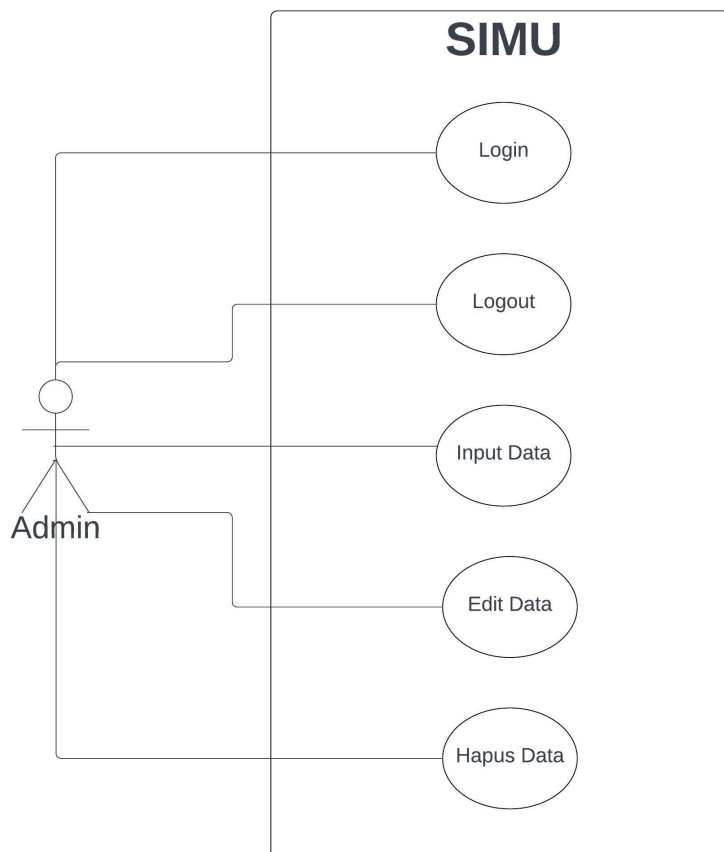 SIMU
Login
Logout
Input Data
Admin
Edit Data
Hapus Data